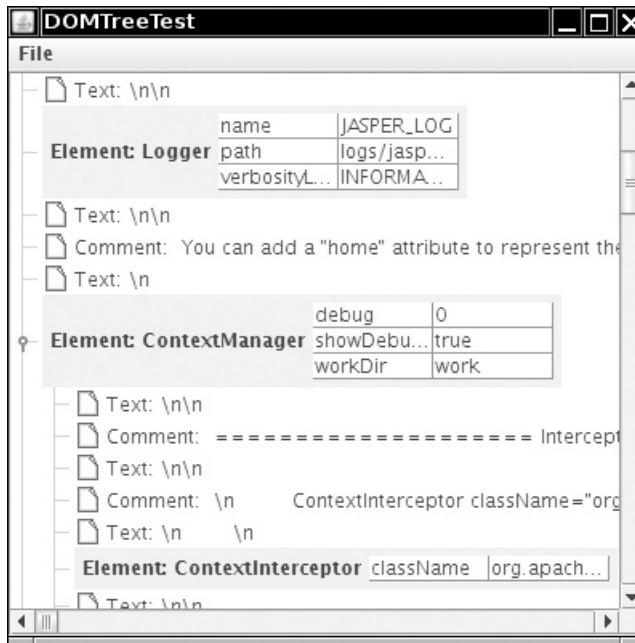 DOMTreeTest
File
Text: \n\n
name JASPER_LOG
Element: Logger path logs/jasp...
verbosityL... INFORMA...
Text: \n\n
Comment: You can add a "home" attribute to represent the
Text: \n
debug 0
Element: ContextManager showDebu... true
workDir work
Text: \n\n
Comment: = = = = = = = = = = = = = = = = = = = = Intercept
Text: \n\n
Comment: \n ContextInterceptor className="org
Text: \n \n
Element: ContextInterceptor className org.apach...
Text: \n\n